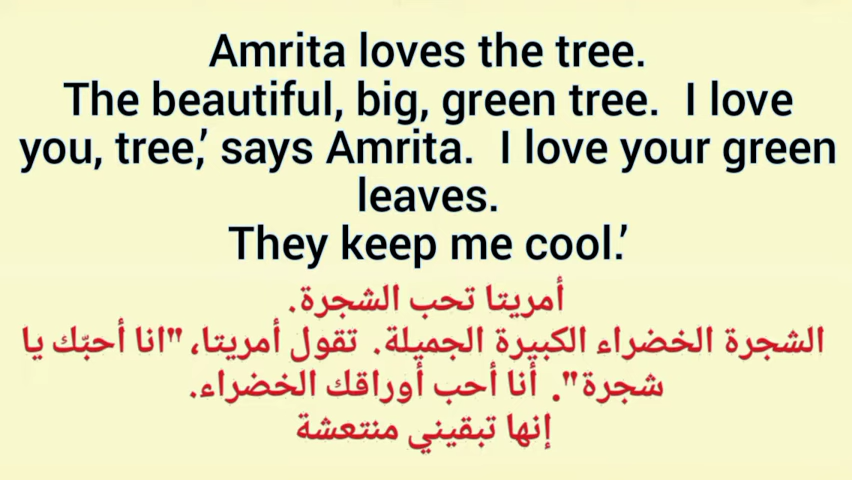 Amrita loves the tree.
The beautiful, big, green tree.  I love
you, tree,’ says Amrita.  I love your green
leaves.
They keep me cool.’
أمريتا تحب الشجرة.
الشجرة الخضراء الكبيرة الجميلة. تقول أمريتا، "انا أحبّك يا
شجرة". أنا أحب أوراقك الخضراء.
إنها تبقيني منتعشة